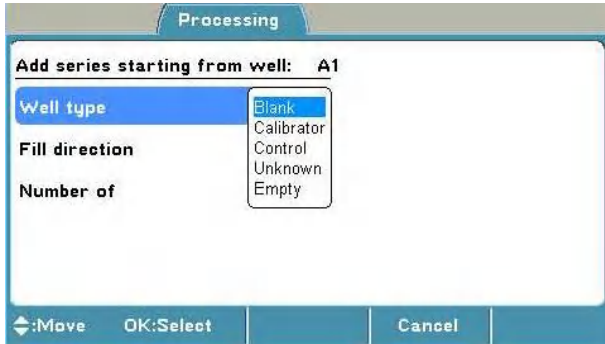 Processing
Add series starting from well: A1
Well type
Blank
Calibrator
Fill direction
Control
Unknown
Number of
Empty
:Move OK:Select Cancel